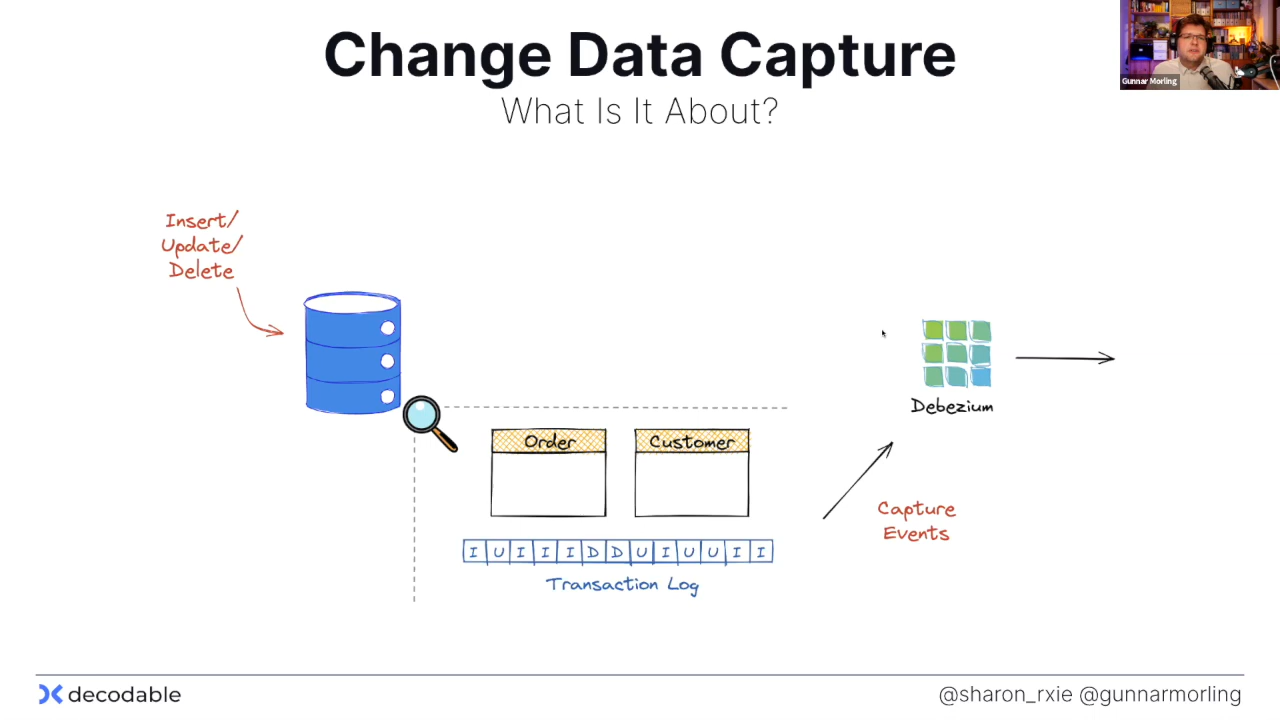 Change Data Capture
What Is It About?
Gunnar Morling
Insert/
Update/
Delete
Debezium
Order
Customer
Capture
Events
I U I I I D D U I U U I I
Transaction Log
decodable
@sharon_rxie @gunnarmorling